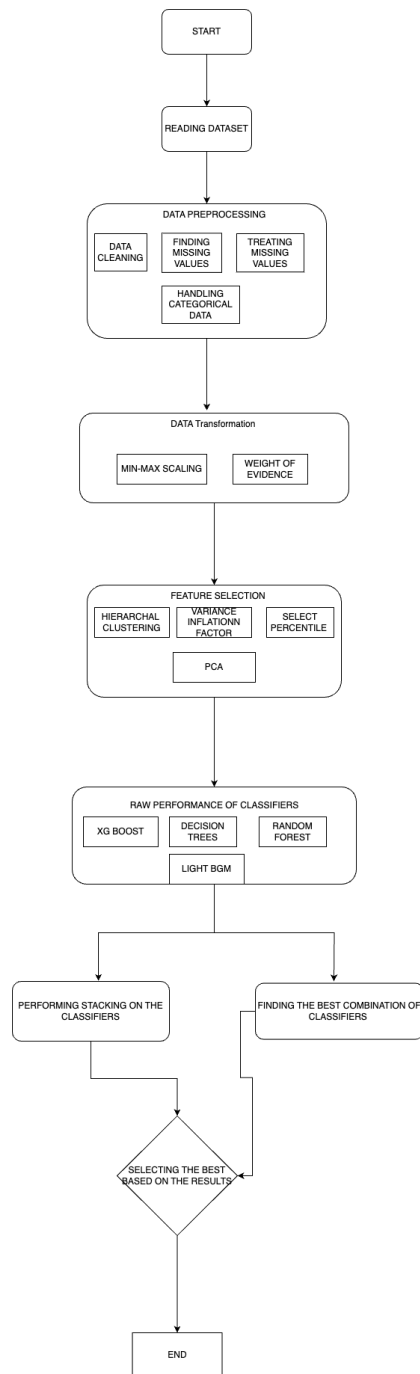 START
READING DATASET
DATA PREPROCESSING
DATA
CLEANING
FINDING
MISSING
VALUES
TREATING
MISSING
VALUES
HANDLING
CATEGORICAL
DATA
DATA Transformation
MIN-MAX SCALING
WEIGHT OF
EVIDENCE
FEATURE SELECTION
HIERARCHAL
CLUSTERING
VARIANCE
INFLATIONN
FACTOR
SELECT
PERCENTILE
PCA
RAW PERFORMANCE OF CLASSIFIERS
XG BOOST
DECISION
TREES
RANDOM
FOREST
LIGHT BGM
PERFORMING STACKING ON THE
CLASSIFIERS
FINDING THE BEST COMBINATION OF
CLASSIFIERS
SELECTING THE BEST
BASED ON THE RESULTS
END